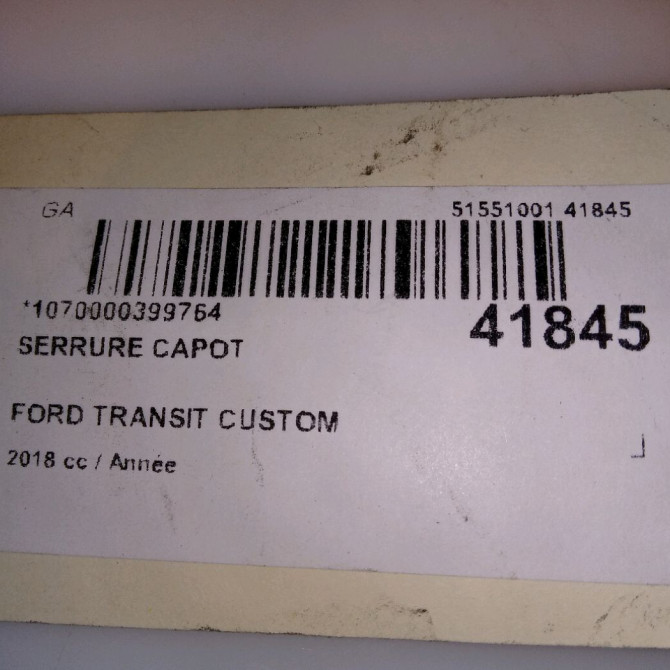 GA 51551001 41845
*1070000399764
41845
SERRURE CAPOT
FORD TRANSIT CUSTOM
2018 cc / Année